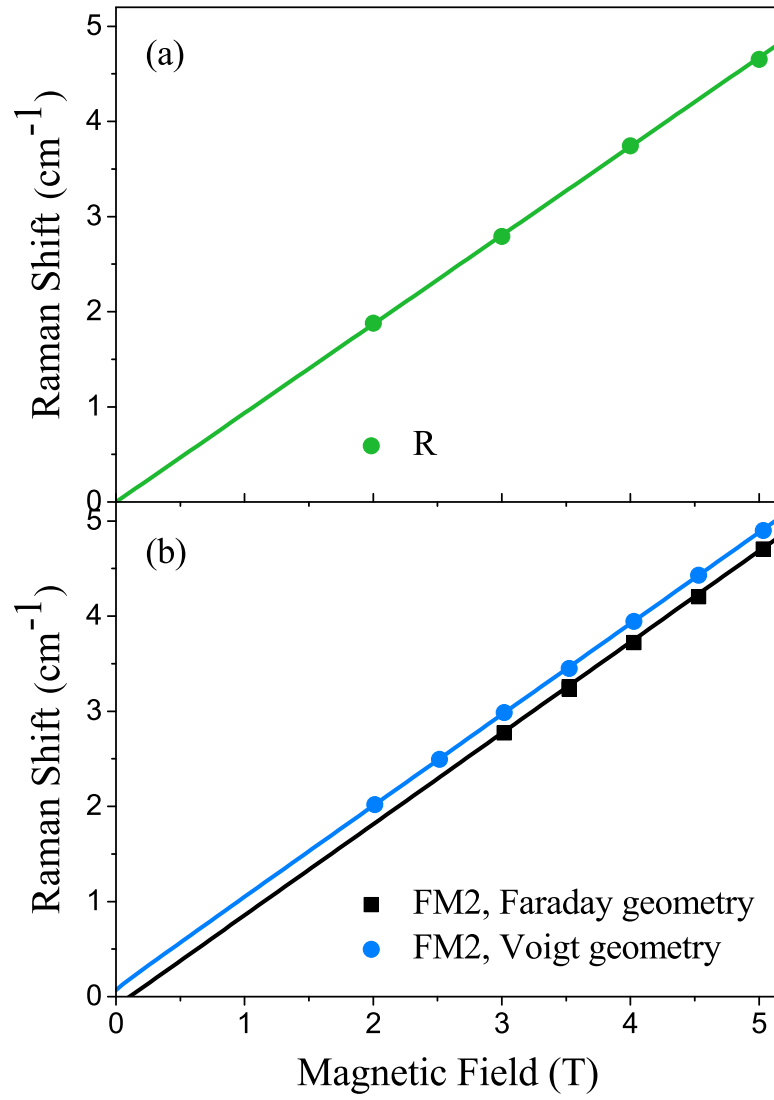 5
(a)
4
3
2
1
R
0
Raman Shift (cm⁻¹)
5
(b)
4
3
2
1
FM2, Faraday geometry
FM2, Voigt geometry
0
Raman Shift (cm⁻¹)
0 1 2 3 4 5
Magnetic Field (T)